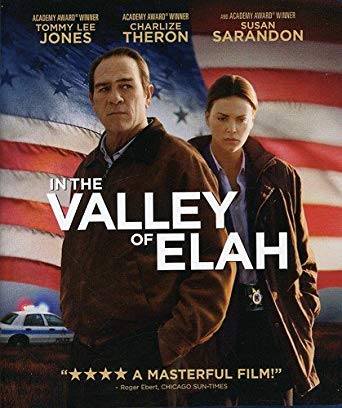 ACADEMY AWARD® WINNER
TOMMY LEE
JONES
ACADEMY AWARD® WINNER
CHARLIZE
THERON
AND ACADEMY AWARD® WINNER
SUSAN
SARANDON
IN THE
VALLEY
OF ELAH
"★★★★ A MASTERFUL FILM!"
- Roger Ebert, CHICAGO SUN-TIMES